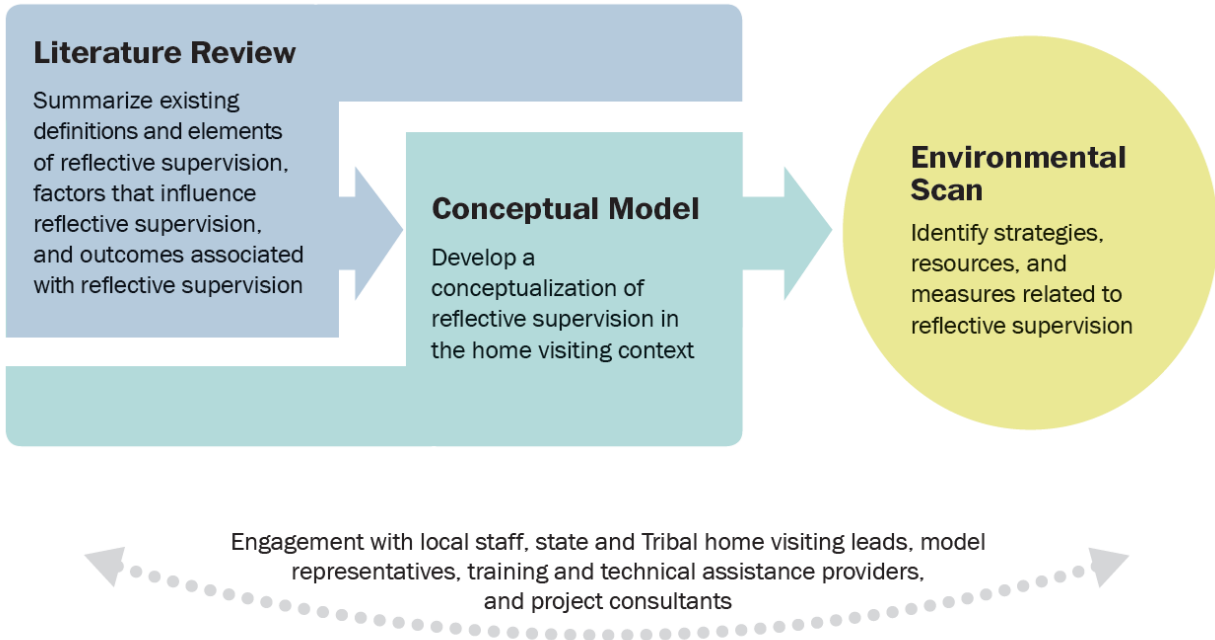 Literature Review
Summarize existing
definitions and elements
of reflective supervision,
factors that influence
reflective supervision,
and outcomes associated
with reflective supervision
Conceptual Model
Develop a
conceptualization of
reflective supervision in
the home visiting context
Environmental
Scan
Identify strategies,
resources, and
measures related to
reflective supervision
Engagement with local staff, state and Tribal home visiting leads, model
representatives, training and technical assistance providers,
and project consultants